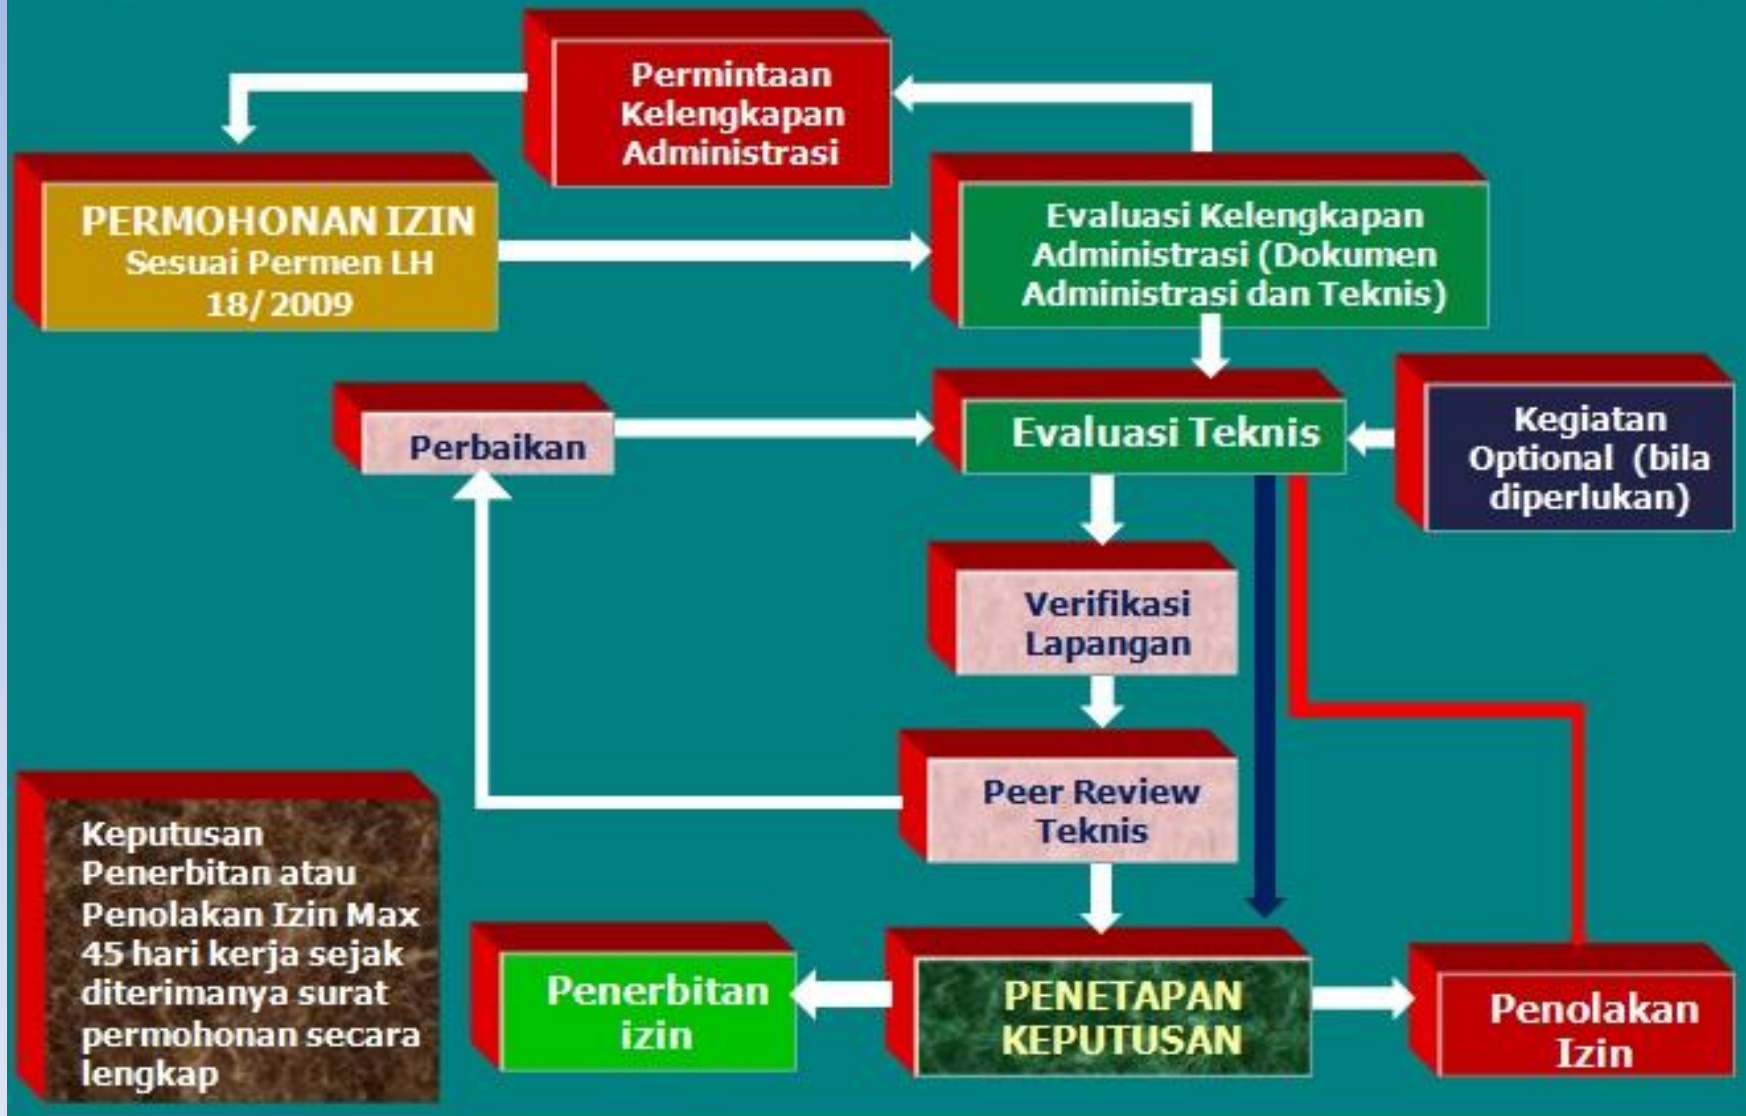 Permintaan
Kelengkapan
Administrasi
PERMOHONAN IZIN
Sesuai Permen LH
18/2009
Evaluasi Kelengkapan
Administrasi (Dokumen
Administrasi dan Teknis)
Perbaikan
Evaluasi Teknis
Kegiatan
Optional (bila
diperlukan)
Verifikasi
Lapangan
Peer Review
Teknis
Keputusan
Penerbitan atau
Penolakan Izin Max
45 hari kerja sejak
diterimanya surat
permohonan secara
lengkap
Penerbitan
izin
PENETAPAN
KEPUTUSAN
Penolakan
Izin